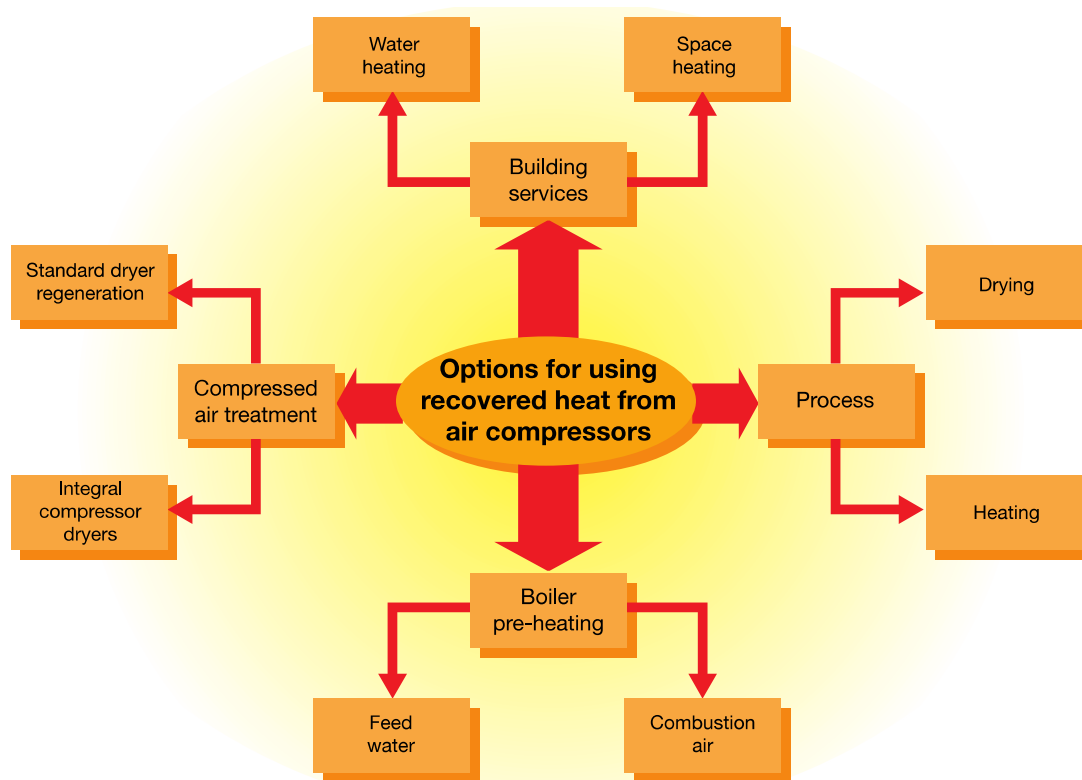 Water
heating
Space
heating
Building
services
Standard dryer
regeneration
Drying
Options for using
recovered heat from
air compressors
Compressed
air treatment
Process
Integral
compressor
dryers
Heating
Boiler
pre-heating
Feed
water
Combustion
air